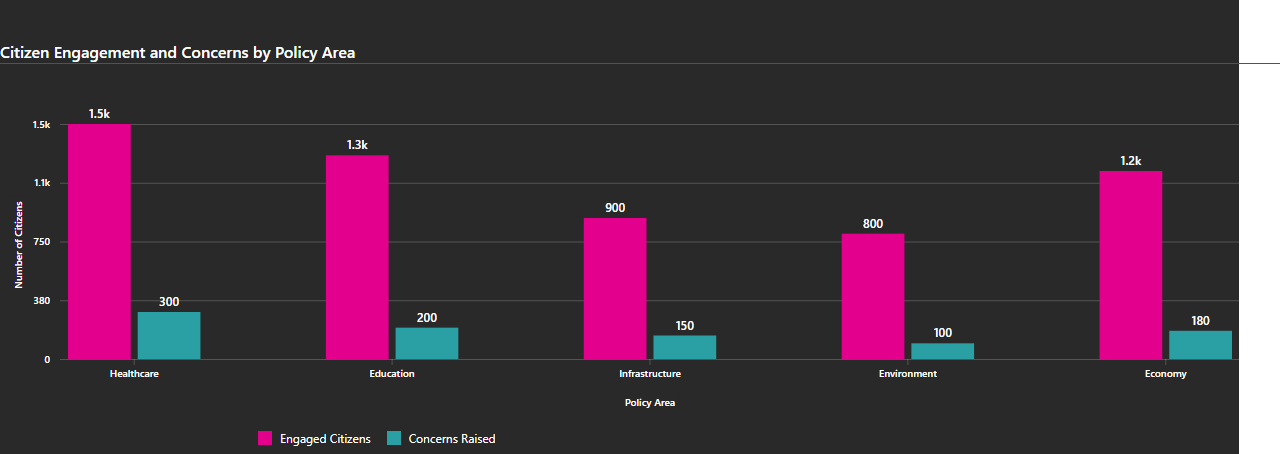 Citizen Engagement and Concerns by Policy Area
1.5k
1.3k
900
800
1.2k
300
200
150
100
180
1.5k
1.1k
750
380
0
Number of Citizens
Healthcare
Education
Infrastructure
Environment
Economy
Policy Area
Engaged Citizens
Concerns Raised